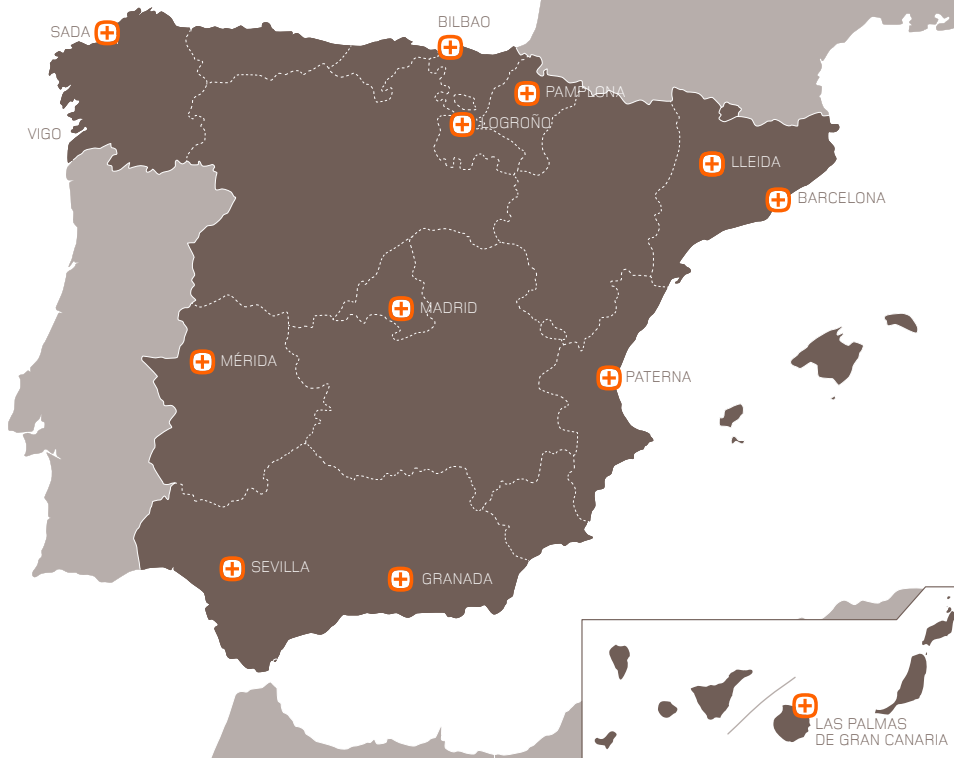 BILBAO
SADA
PAMPLONA
LOGROÑO
VIGO
LLEIDA
BARCELONA
MADRID
MÉRIDA
PATERNA
SEVILLA
GRANADA
LAS PALMAS
DE GRAN CANARIA